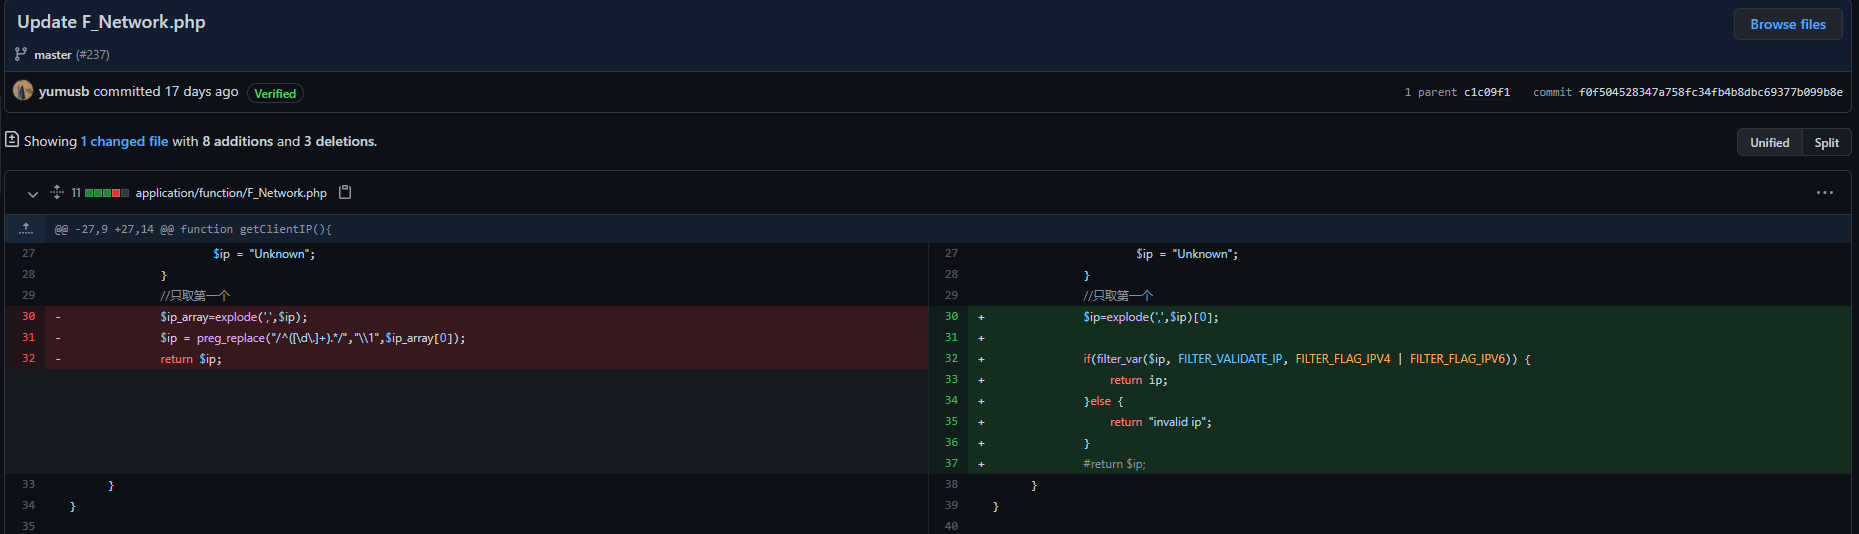 Update F_Network.php
Browse files
master (#237)
yumusb committed 17 days ago Verified
1 parent c1c09f1 commit f0f504528347a758fc34fb4b8dbc69377b099b8e
Showing 1 changed file with 8 additions and 3 deletions.
Unified Split
11 application/function/F_Network.php
@@ -27,9 +27,14 @@ function getClientIP(){
27 $ip = "Unknown";
28 }
29 //只取第一个
30 - $ip_array=explode(',',$ip);
31 - $ip = preg_replace("/^([\d\.]+).*/","\\1",$ip_array[0]);
32 - return $ip;
33 }
34 }
35
27 $ip = "Unknown";
28 }
29 //只取第一个
30 + $ip=explode(',',$ip)[0];
31 +
32 + if(filter_var($ip, FILTER_VALIDATE_IP, FILTER_FLAG_IPV4 | FILTER_FLAG_IPV6)) {
33 + return ip;
34 + }else {
35 + return "invalid ip";
36 + }
37 + #return $ip;
38 }
39 }
40